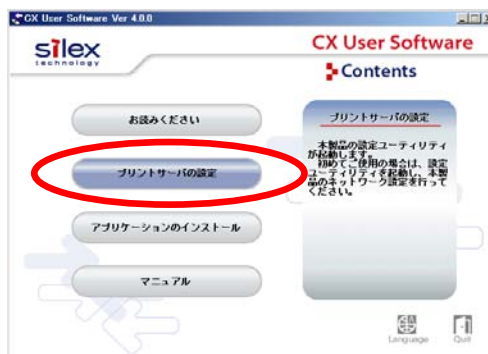 CX User Software Ver 4.0.0
silex
technology
CX User Software
Contents
お読みください
プリントサーバの設定
アプリケーションのインストール
マニュアル
プリントサーバの設定
本製品の設定ユーティリティ
が起動します。
初めてご使用の場合は、設定
ユーティリティを起動し、本製
品のネットワーク設定を行って
ください。
Language
Quit